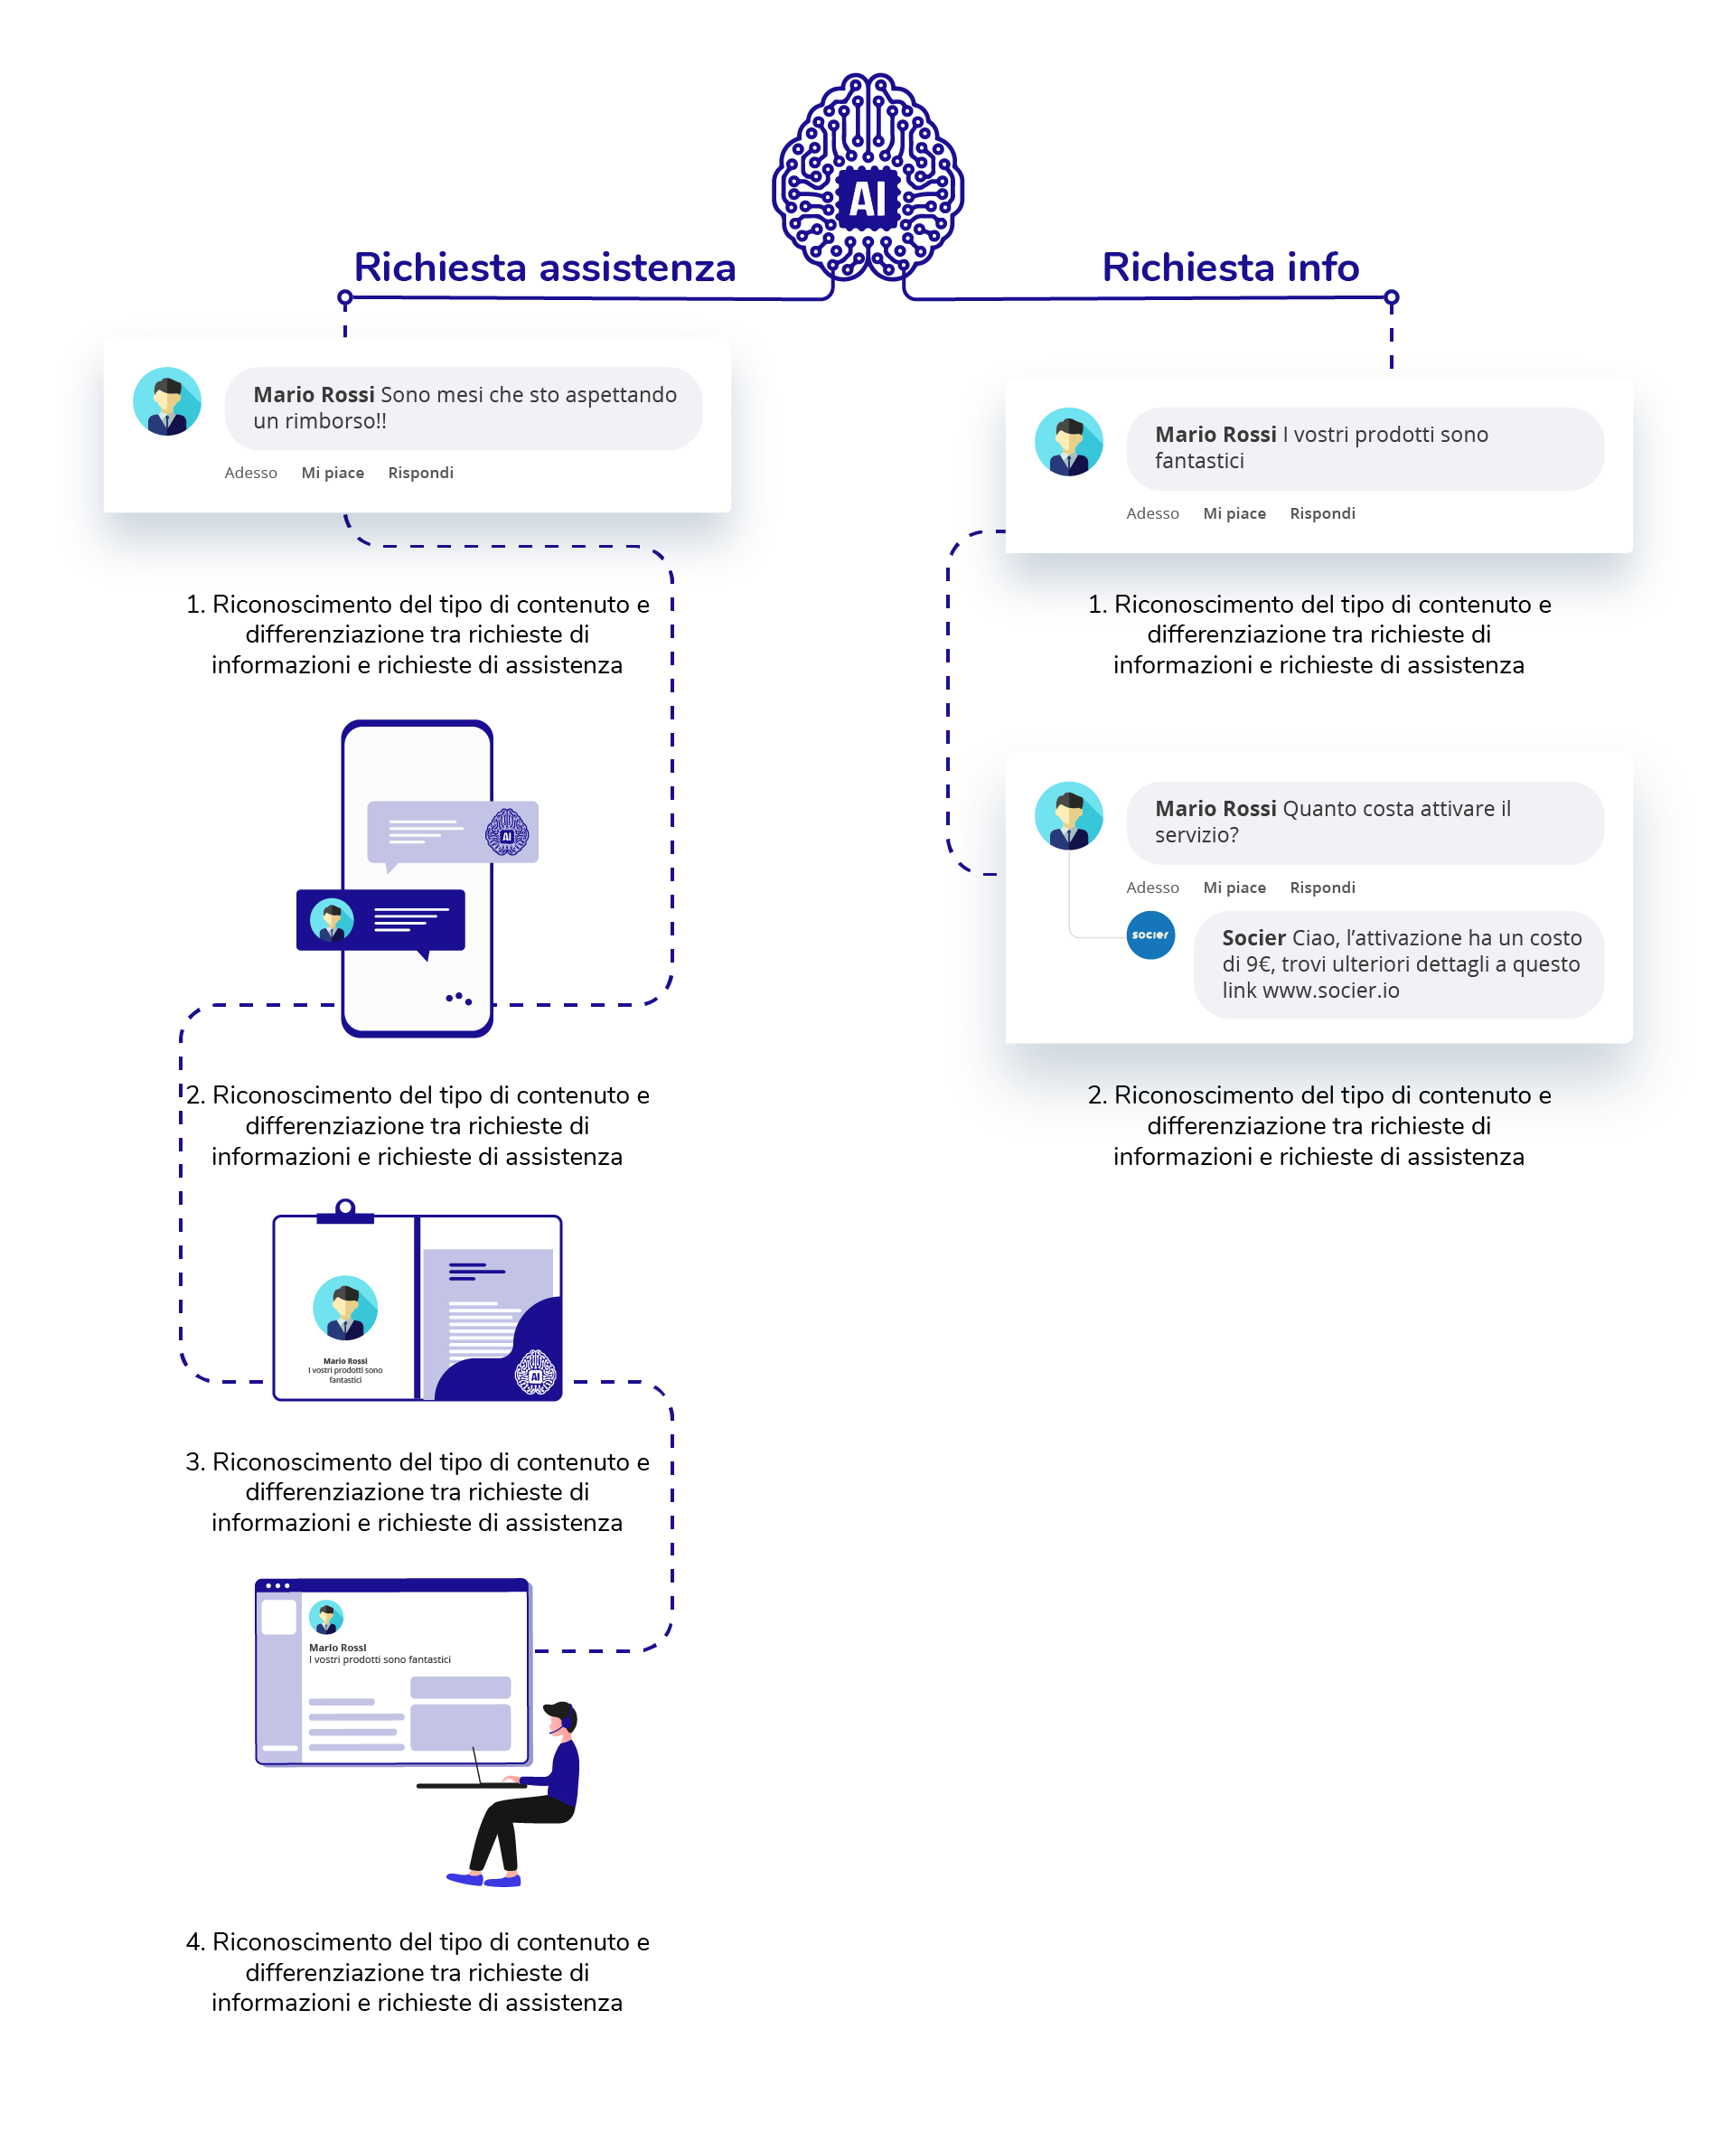 AI
Richiesta assistenza
Mario Rossi Sono mesi che sto aspettando
un rimborso!!
Adesso Mi piace Rispondi
1. Riconoscimento del tipo di contenuto e
differenziazione tra richieste di
informazioni e richieste di assistenza
AI
2. Riconoscimento del tipo di contenuto e
differenziazione tra richieste di
informazioni e richieste di assistenza
Mario Rossi
I vostri prodotti sono
fantastici
AI
3. Riconoscimento del tipo di contenuto e
differenziazione tra richieste di
informazioni e richieste di assistenza
Mario Rossi
I vostri prodotti sono fantastici
4. Riconoscimento del tipo di contenuto e
differenziazione tra richieste di
informazioni e richieste di assistenza
Richiesta info
Mario Rossi I vostri prodotti sono
fantastici
Adesso Mi piace Rispondi
1. Riconoscimento del tipo di contenuto e
differenziazione tra richieste di
informazioni e richieste di assistenza
Mario Rossi Quanto costa attivare il
servizio?
Adesso Mi piace Rispondi
socier
Socier Ciao, l’attivazione ha un costo
di 9€, trovi ulteriori dettagli a questo
link www.socier.io
2. Riconoscimento del tipo di contenuto e
differenziazione tra richieste di
informazioni e richieste di assistenza